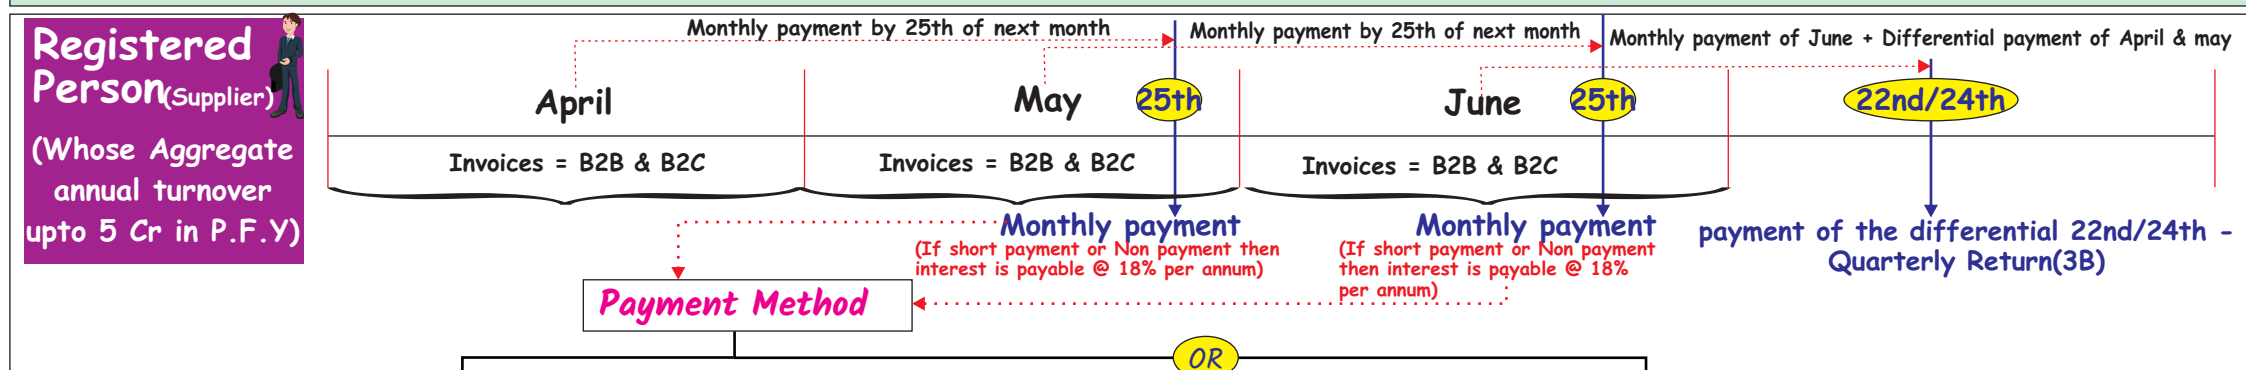 Registered
Person(Supplier)
(Whose Aggregate
annual turnover
upto 5 Cr in P.F.Y)
Monthly payment by 25th of next month
Monthly payment by 25th of next month
Monthly payment of June + Differential payment of April & may
April
May
25th
June
25th
22nd/24th
Invoices = B2B & B2C
Invoices = B2B & B2C
Invoices = B2B & B2C
Monthly payment
(If short payment or Non payment then
interest is payable @ 18% per annum)
Monthly payment
(If short payment or Non payment
then interest is payable @ 18%
per annum)
payment of the differential 22nd/24th -
Quarterly Return(3B)
Payment Method
OR